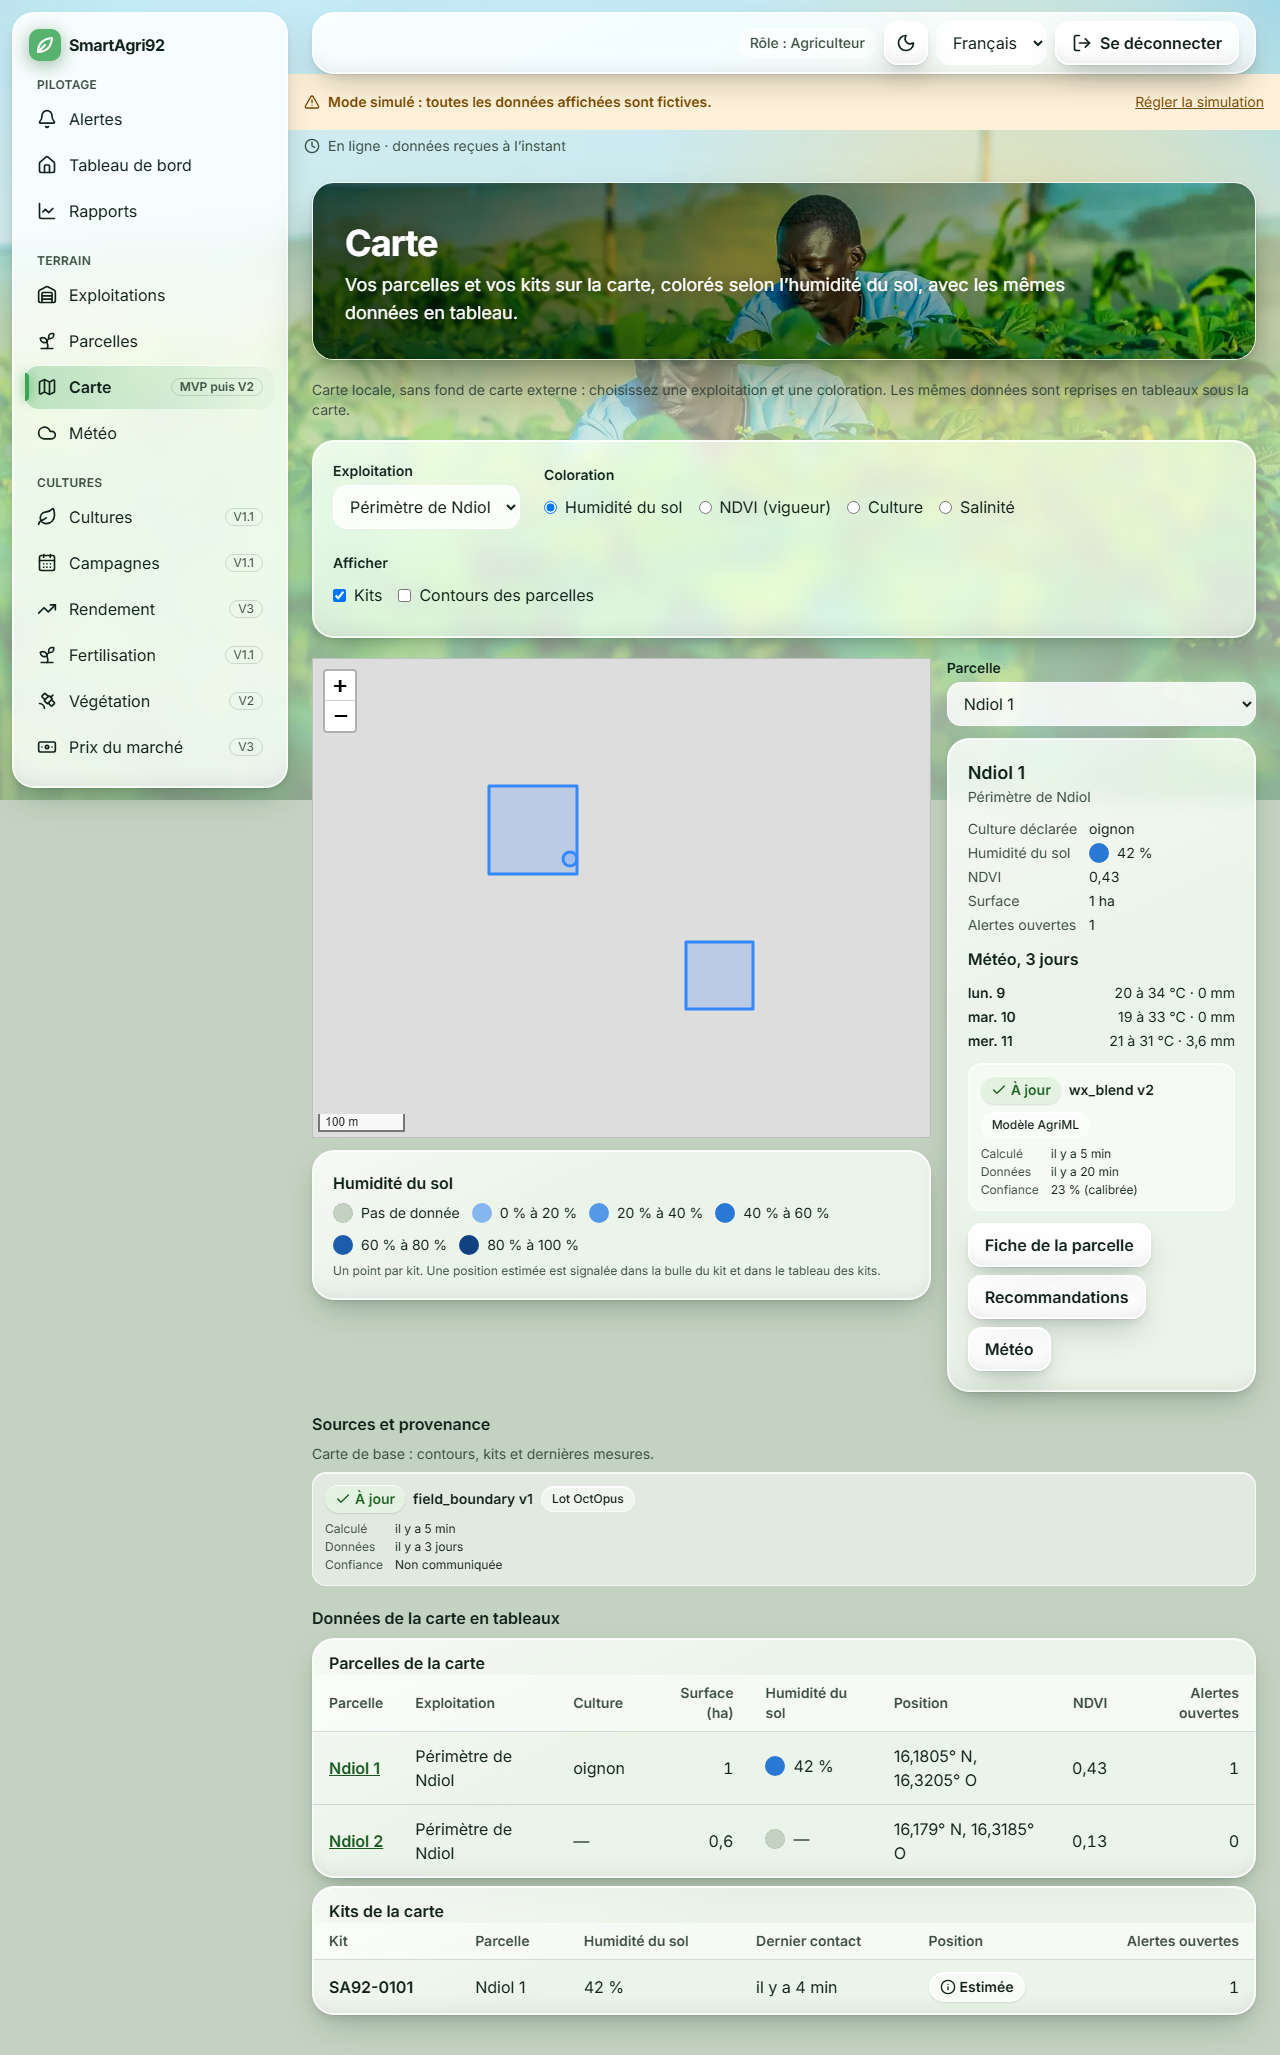 SmartAgri92
PILOTAGE
Alertes
Tableau de bord
Rapports
TERRAIN
Exploitations
Parcelles
Carte MVP puis V2
Météo
CULTURES
Cultures V1.1
Campagnes V1.1
Rendement V3
Fertilisation V1.1
Végétation V2
Prix du marché V3
Rôle : Agriculteur Français Se déconnecter
Mode simulé : toutes les données affichées sont fictives. Régler la simulation
En ligne · données reçues à l’instant
Carte
Vos parcelles et vos kits sur la carte, colorés selon l’humidité du sol, avec les mêmes
données en tableau.
Carte locale, sans fond de carte externe : choisissez une exploitation et une coloration. Les mêmes données sont reprises en tableaux sous la
carte.
Exploitation
Périmètre de Ndiol
Coloration
Humidité du sol NDVI (vigueur) Culture Salinité
Afficher
Kits Contours des parcelles
+
−
100 m
Humidité du sol
Pas de donnée 0 % à 20 % 20 % à 40 % 40 % à 60 %
60 % à 80 % 80 % à 100 %
Un point par kit. Une position estimée est signalée dans la bulle du kit et dans le tableau des kits.
Parcelle
Ndiol 1
Ndiol 1
Périmètre de Ndiol
Culture déclarée oignon
Humidité du sol 42 %
NDVI 0,43
Surface 1 ha
Alertes ouvertes 1
Météo, 3 jours
lun. 9 20 à 34 °C · 0 mm
mar. 10 19 à 33 °C · 0 mm
mer. 11 21 à 31 °C · 3,6 mm
À jour wx_blend v2
Modèle AgriML
Calculé il y a 5 min
Données il y a 20 min
Confiance 23 % (calibrée)
Fiche de la parcelle
Recommandations
Météo
Sources et provenance
Carte de base : contours, kits et dernières mesures.
À jour field_boundary v1 Lot OctOpus
Calculé il y a 5 min
Données il y a 3 jours
Confiance Non communiquée
Données de la carte en tableaux
Parcelles de la carte
Parcelle Exploitation Culture Surface (ha) Humidité du sol Position NDVI Alertes ouvertes
Ndiol 1 Périmètre de Ndiol oignon 1 42 % 16,1805° N, 16,3205° O 0,43 1
Ndiol 2 Périmètre de Ndiol — 0,6 — 16,179° N, 16,3185° O 0,13 0
Kits de la carte
Kit Parcelle Humidité du sol Dernier contact Position Alertes ouvertes
SA92-0101 Ndiol 1 42 % il y a 4 min Estimée 1